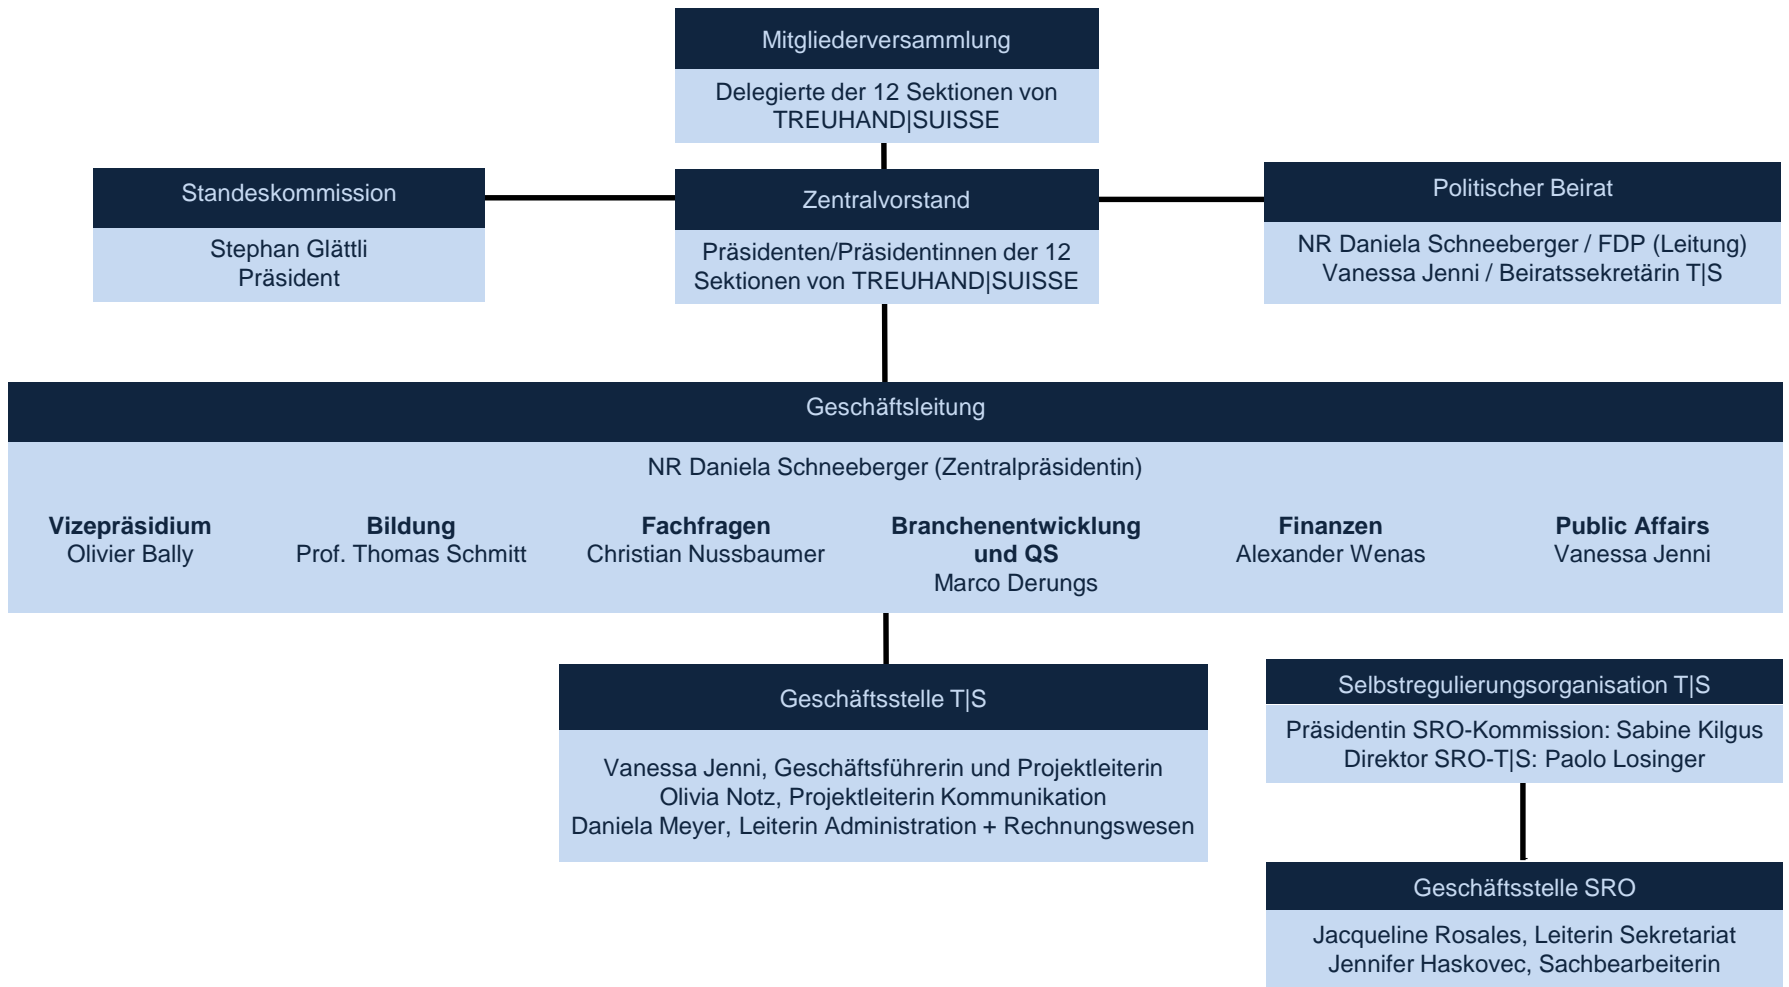 Mitgliederversammlung
Delegierte der 12 Sektionen von
TREUHAND|SUISSE
Standeskommission
Stephan Glättli
Präsident
Zentralvorstand
Präsidenten/Präsidentinnen der 12
Sektionen von TREUHAND|SUISSE
Politischer Beirat
NR Daniela Schneeberger / FDP (Leitung)
Vanessa Jenni / Beiratssekretärin T|S
Geschäftsleitung
NR Daniela Schneeberger (Zentralpräsidentin)
Vizepräsidium
Olivier Bally
Bildung
Prof. Thomas Schmitt
Fachfragen
Christian Nussbaumer
Branchenentwicklung
und QS
Marco Derungs
Finanzen
Alexander Wenas
Public Affairs
Vanessa Jenni
Geschäftsstelle T|S
Vanessa Jenni, Geschäftsführerin und Projektleiterin
Olivia Notz, Projektleiterin Kommunikation
Daniela Meyer, Leiterin Administration + Rechnungswesen
Selbstregulierungsorganisation T|S
Präsidentin SRO-Kommission: Sabine Kilgus
Direktor SRO-T|S: Paolo Losinger
Geschäftsstelle SRO
Jacqueline Rosales, Leiterin Sekretariat
Jennifer Haskovec, Sachbearbeiterin